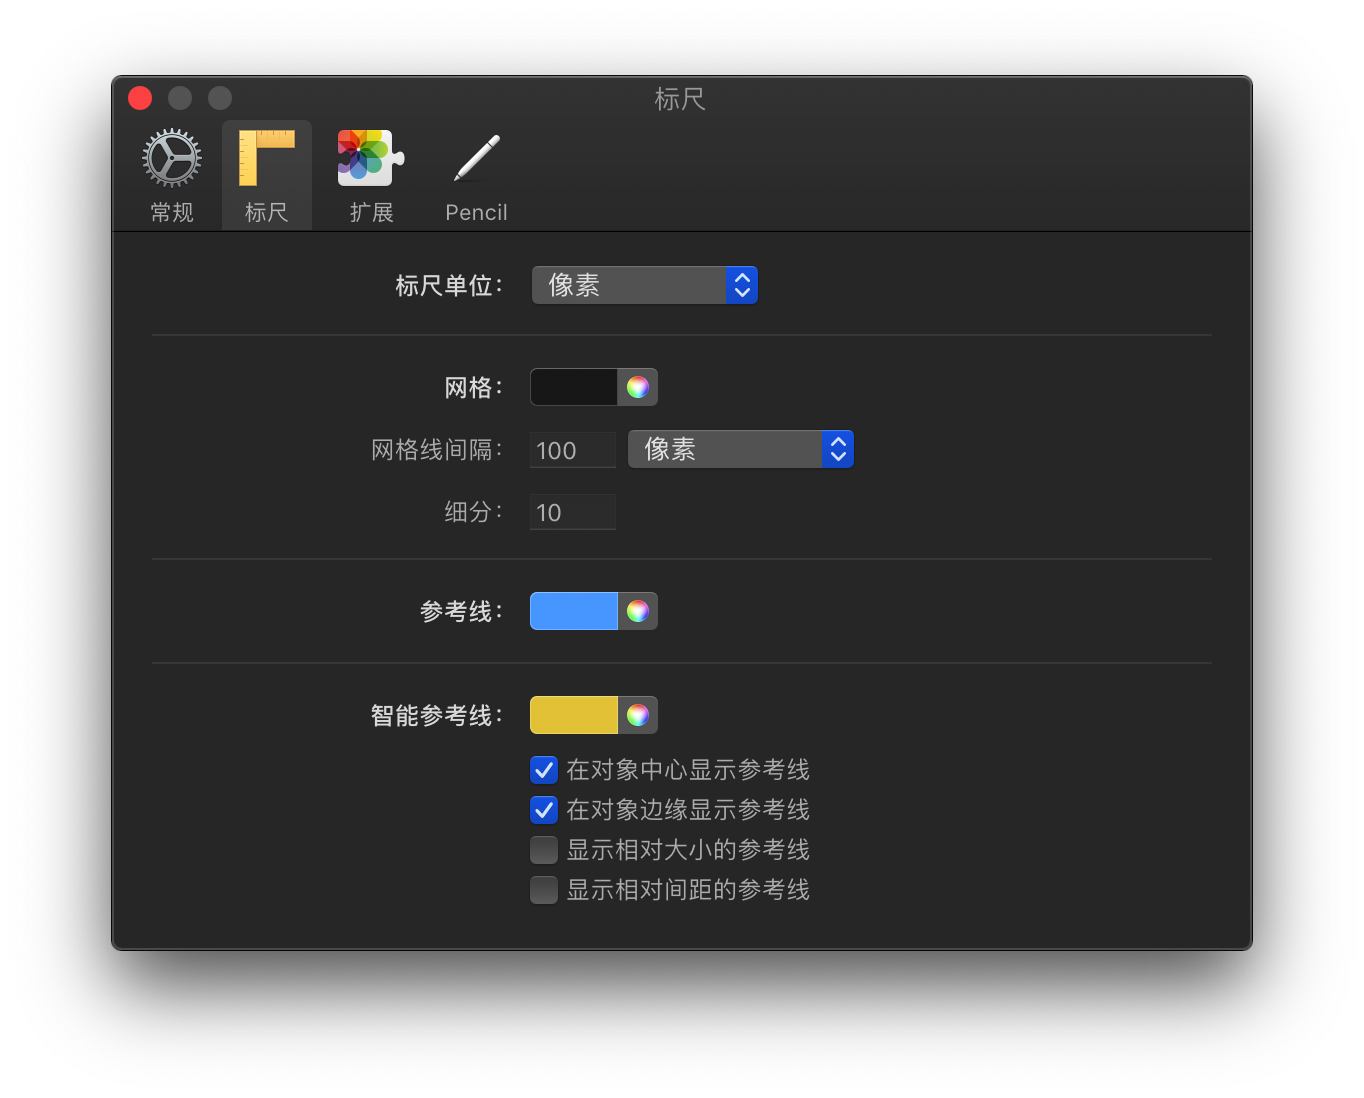 标尺
常规 标尺 扩展 Pencil
标尺单位： 像素
网格：
网格线间隔： 100 像素
细分： 10
参考线：
智能参考线：
在对象中心显示参考线
在对象边缘显示参考线
显示相对大小的参考线
显示相对间距的参考线